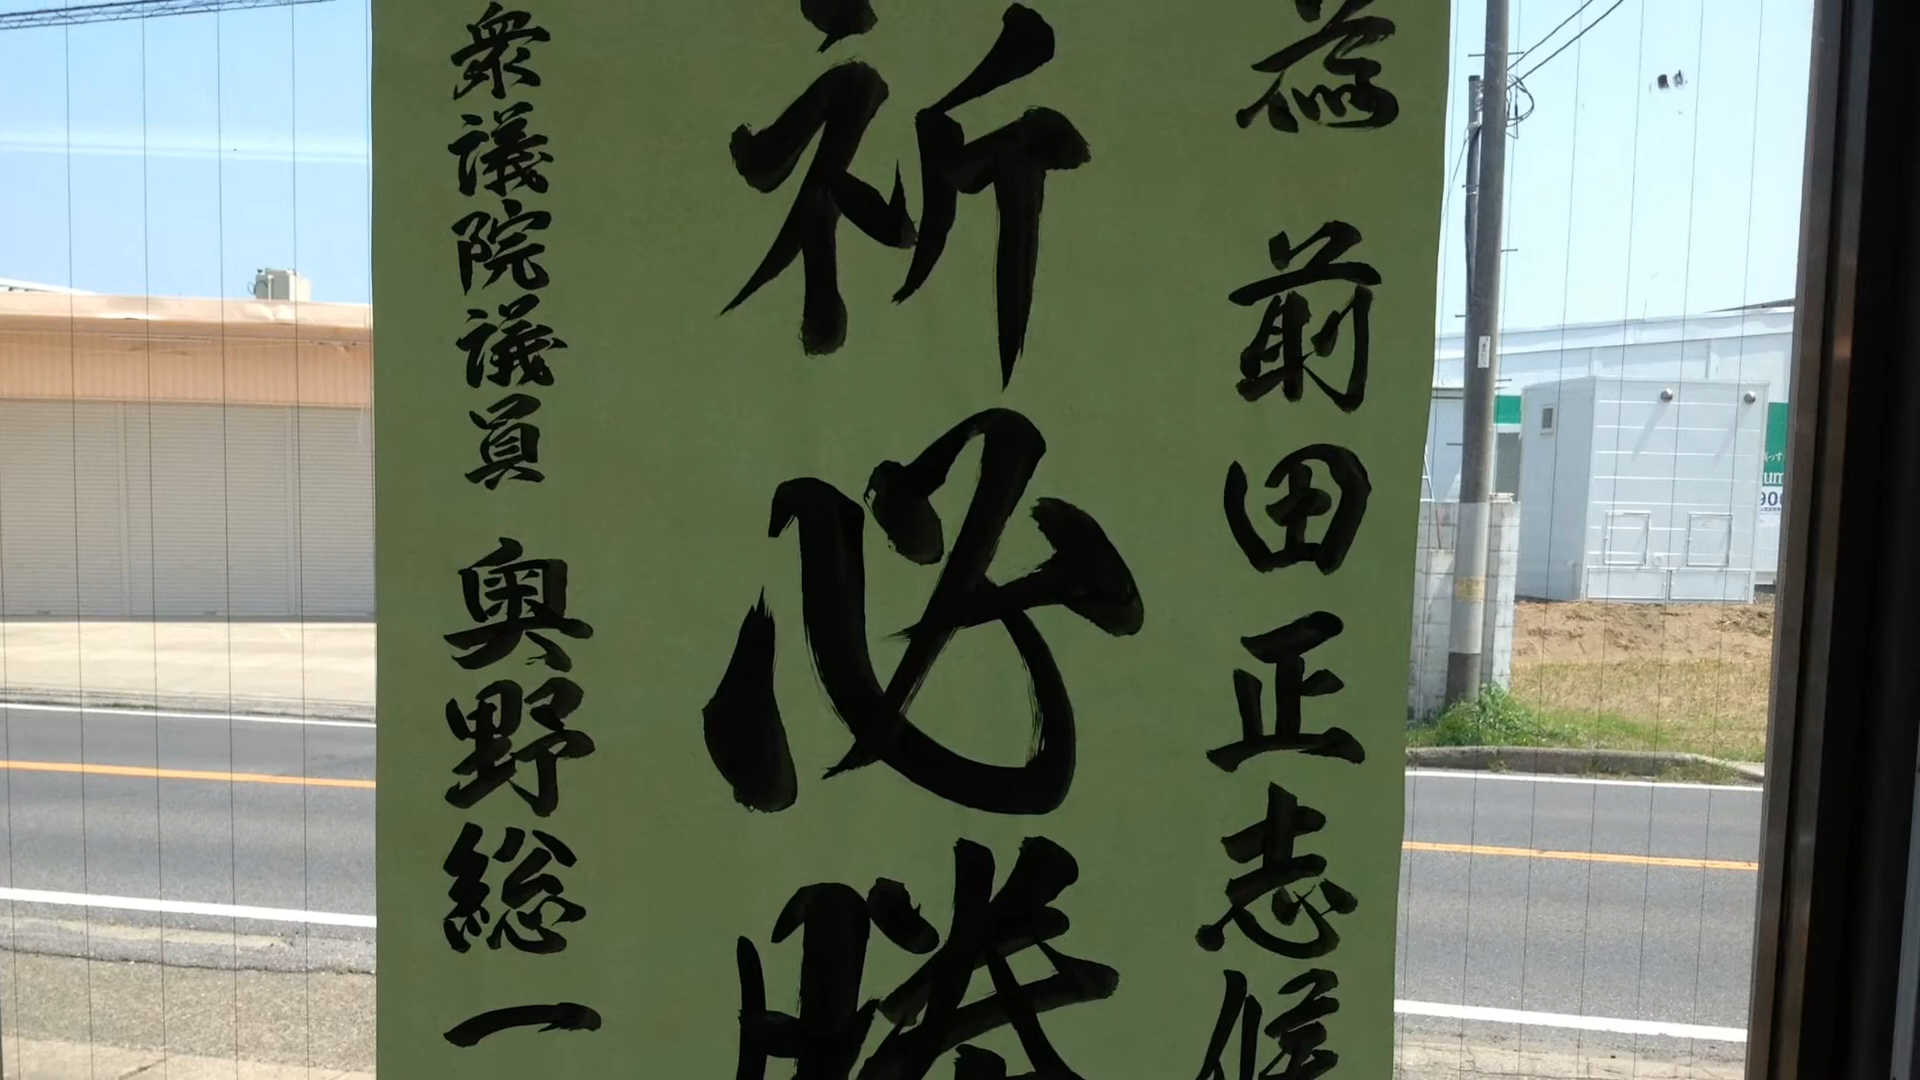 為 前田正志候
祈必勝
衆議院議員 奥野総一